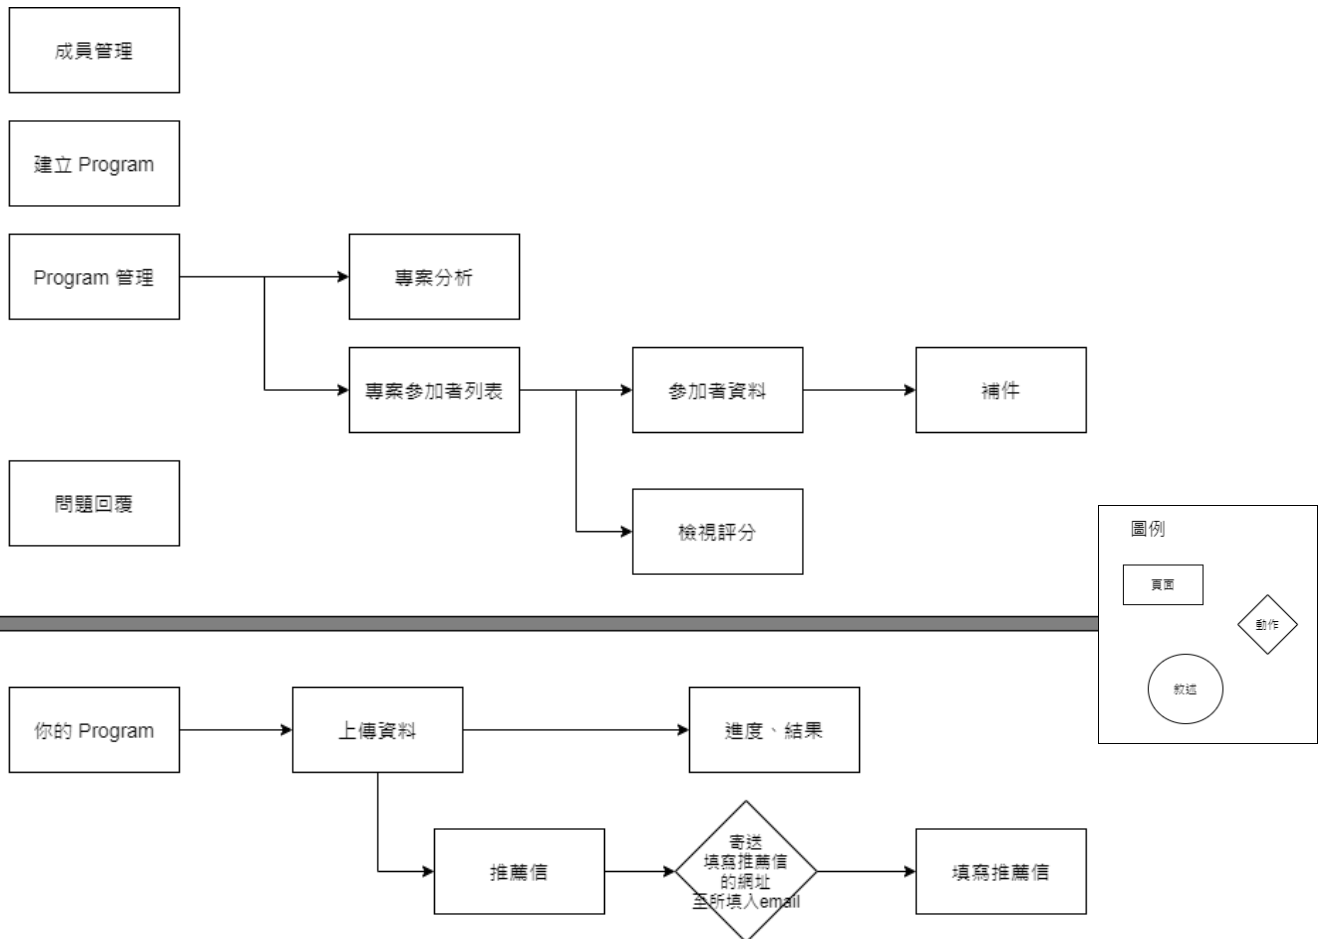 成員管理
建立 Program
Program 管理
專案分析
專案參加者列表
參加者資料
補件
問題回覆
檢視評分
圖例
頁面
動作
敘述
你的 Program
上傳資料
進度、結果
推薦信
寄送
填寫推薦信
的網址
至所填入email
填寫推薦信